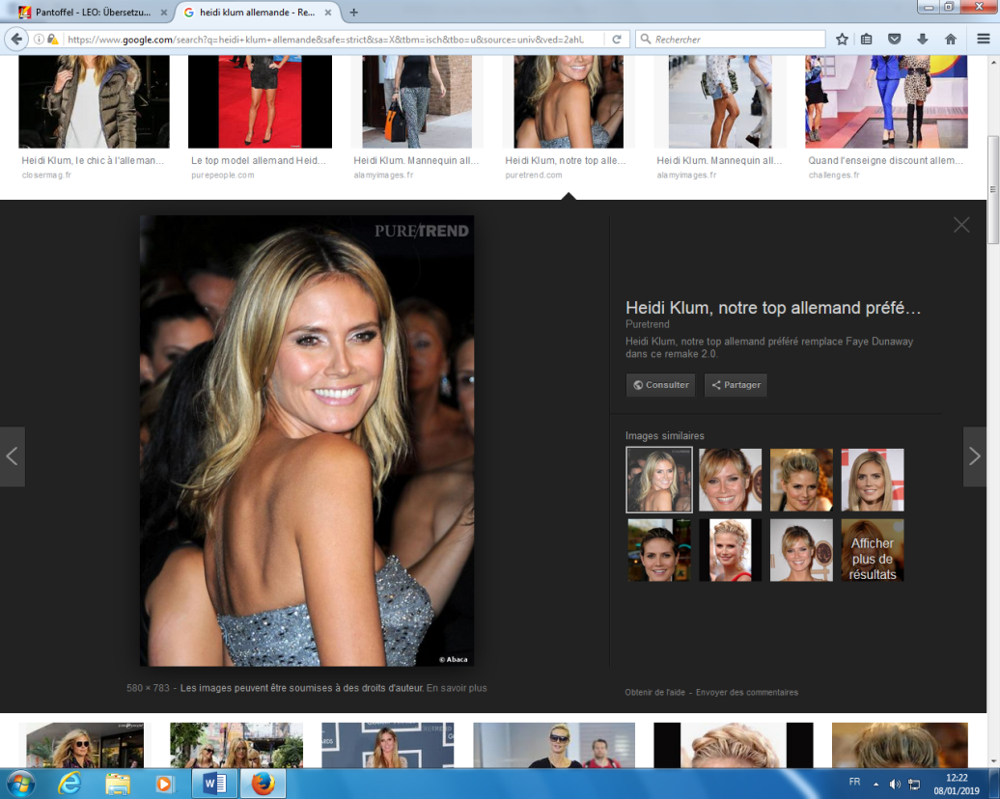 Pantoffel - LEO: Übersetzu...
heidi klum allemande - Re...
https://www.google.com/search?q=heidi+klum+allemande&safe=strict&sa=X&tbm=isch&tbo=u&source=univ&ved=2ahU
Rechercher
Heidi Klum, le chic à l'alleman...
closermag.fr
Le top model allemand Heid...
purepeople.com
Heidi Klum. Mannequin all...
alamyimages.fr
Heidi Klum, notre top alle...
puretrend.com
Heidi Klum. Mannequin all...
alamyimages.fr
Quand l'enseigne discount allem...
challenges.fr
PURE/TREND
© Abaca
580 × 783 - Les images peuvent être soumises à des droits d'auteur. En savoir plus
Heidi Klum, notre top allemand préfé...
Puretrend
Heidi Klum, notre top allemand préféré remplace Faye Dunaway
dans ce remake 2.0.
Consulter
Partager
Images similaires
Afficher
plus de
résultats
Obtenir de l'aide - Envoyer des commentaires
FR
12:22
08/01/2019